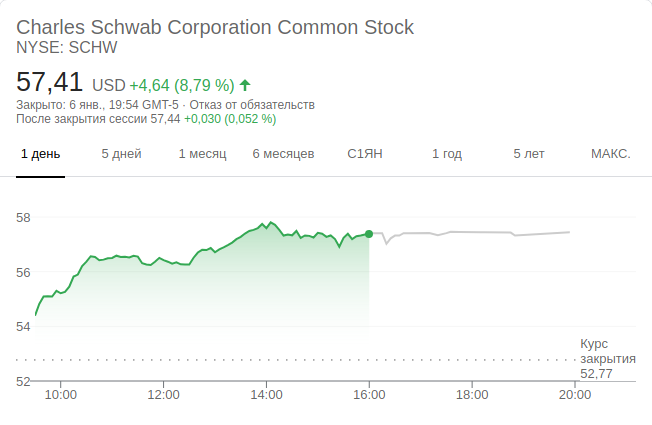 Charles Schwab Corporation Common Stock
NYSE: SCHW
57,41 USD +4,64 (8,79 %)
Закрыто: 6 янв., 19:54 GMT-5 · Отказ от обязательств
После закрытия сессии 57,44 +0,030 (0,052 %)
1 день 5 дней 1 месяц 6 месяцев С1ЯН 1 год 5 лет МАКС.
58
56
54
Курс
закрытия
52,77
52
10:00 12:00 14:00 16:00 18:00 20:00